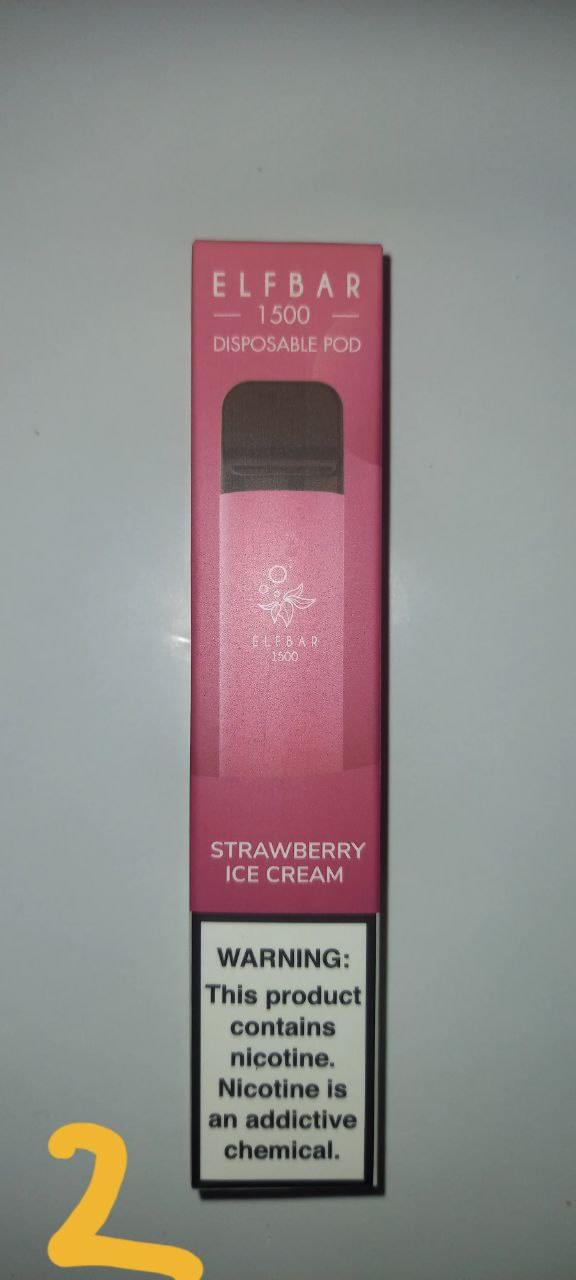 ELFBAR
1500
DISPOSABLE POD
ELFBAR
1500
STRAWBERRY
ICE CREAM
WARNING:
This product
contains
nicotine.
Nicotine is
an addictive
chemical.
2